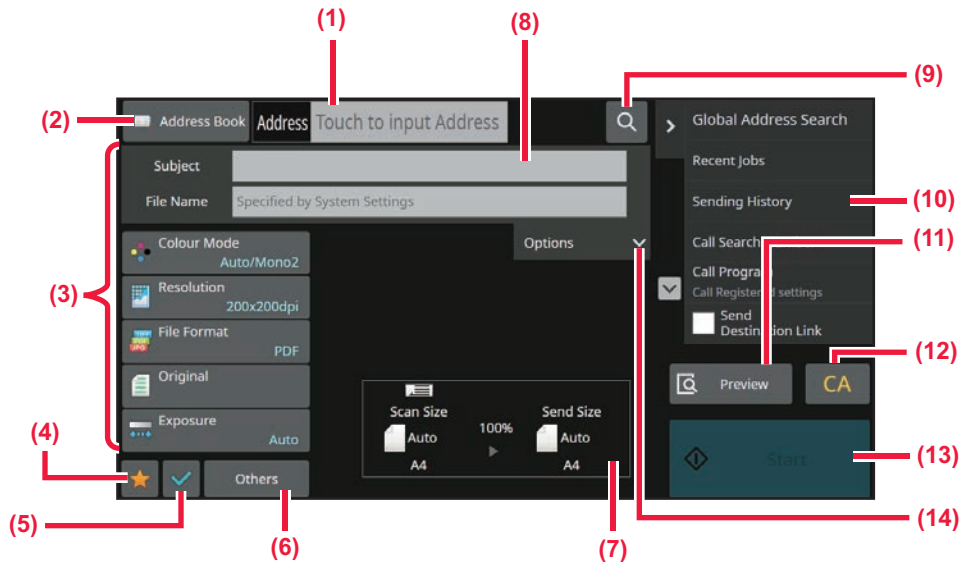 (1)
(8)
(9)
(2)
Address Book
Address
Touch to input Address
Global Address Search
Subject
Recent Jobs
File Name
Specified by System Settings
Sending History
(10)
Options
Call Search
(11)
Colour Mode
Auto/Mono2
Call Program
Call Registered settings
(3)
Resolution
200x200dpi
Send
Destination Link
File Format
PDF
(12)
Original
Preview
CA
Exposure
Auto
Scan Size
Auto
A4
100%
Send Size
Auto
A4
(4)
Start
(13)
Others
(5)
(6)
(7)
(14)